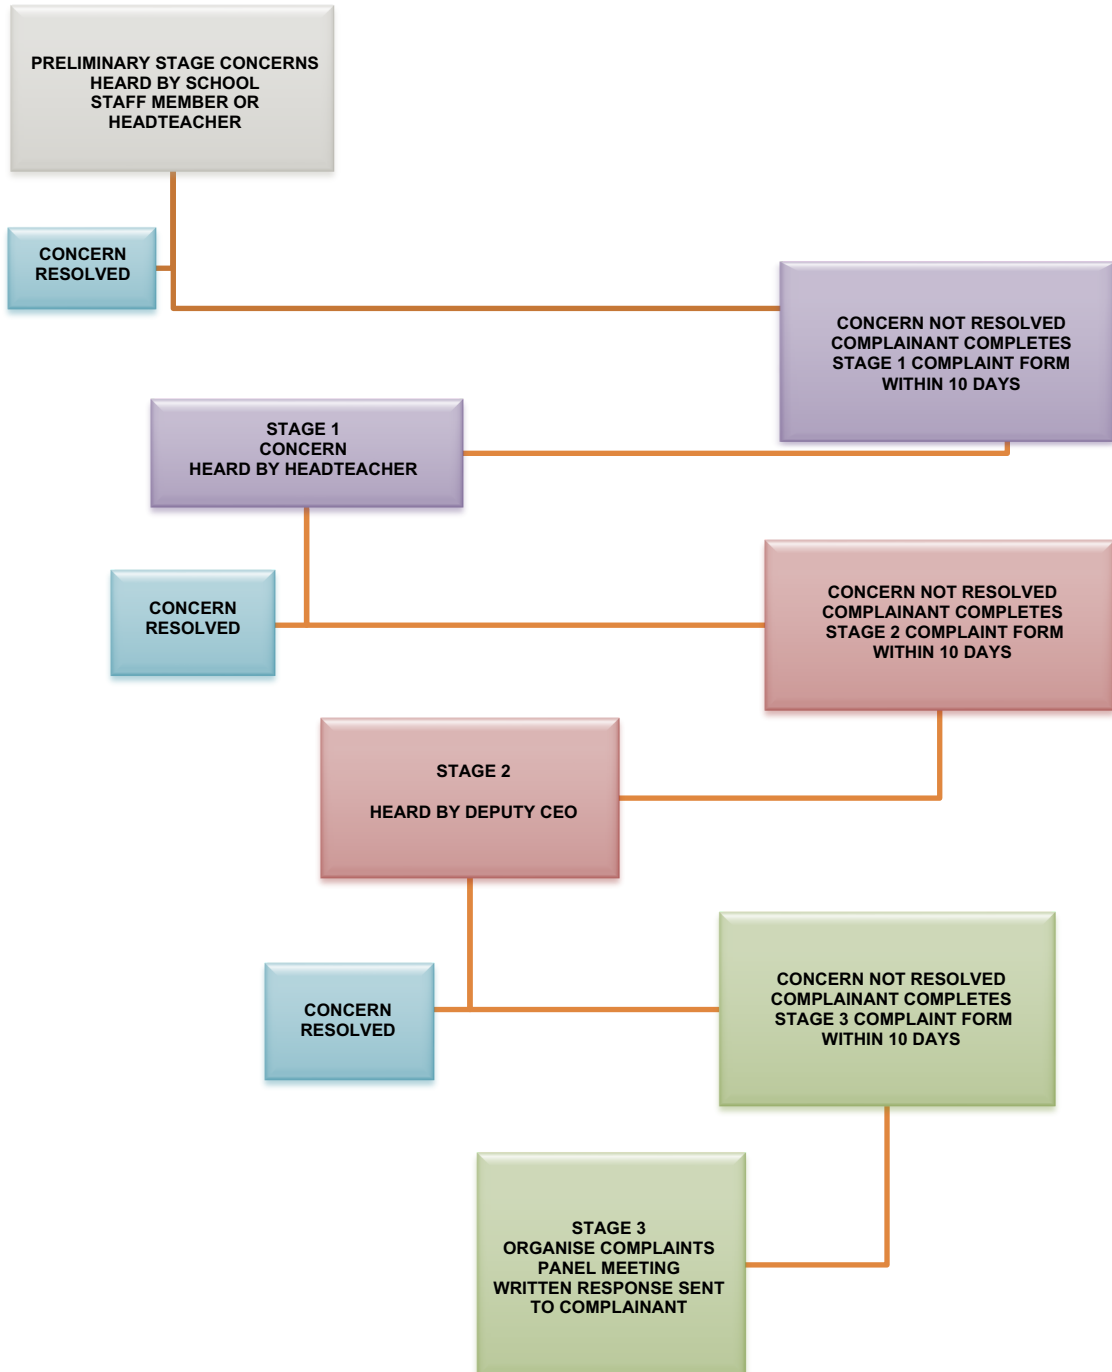 PRELIMINARY STAGE CONCERNS
HEARD BY SCHOOL
STAFF MEMBER OR
HEADTEACHER
CONCERN
RESOLVED
CONCERN NOT RESOLVED
COMPLAINANT COMPLETES
STAGE 1 COMPLAINT FORM
WITHIN 10 DAYS
STAGE 1
CONCERN
HEARD BY HEADTEACHER
CONCERN
RESOLVED
CONCERN NOT RESOLVED
COMPLAINANT COMPLETES
STAGE 2 COMPLAINT FORM
WITHIN 10 DAYS
STAGE 2
HEARD BY DEPUTY CEO
CONCERN
RESOLVED
CONCERN NOT RESOLVED
COMPLAINANT COMPLETES
STAGE 3 COMPLAINT FORM
WITHIN 10 DAYS
STAGE 3
ORGANISE COMPLAINTS
PANEL MEETING
WRITTEN RESPONSE SENT
TO COMPLAINANT